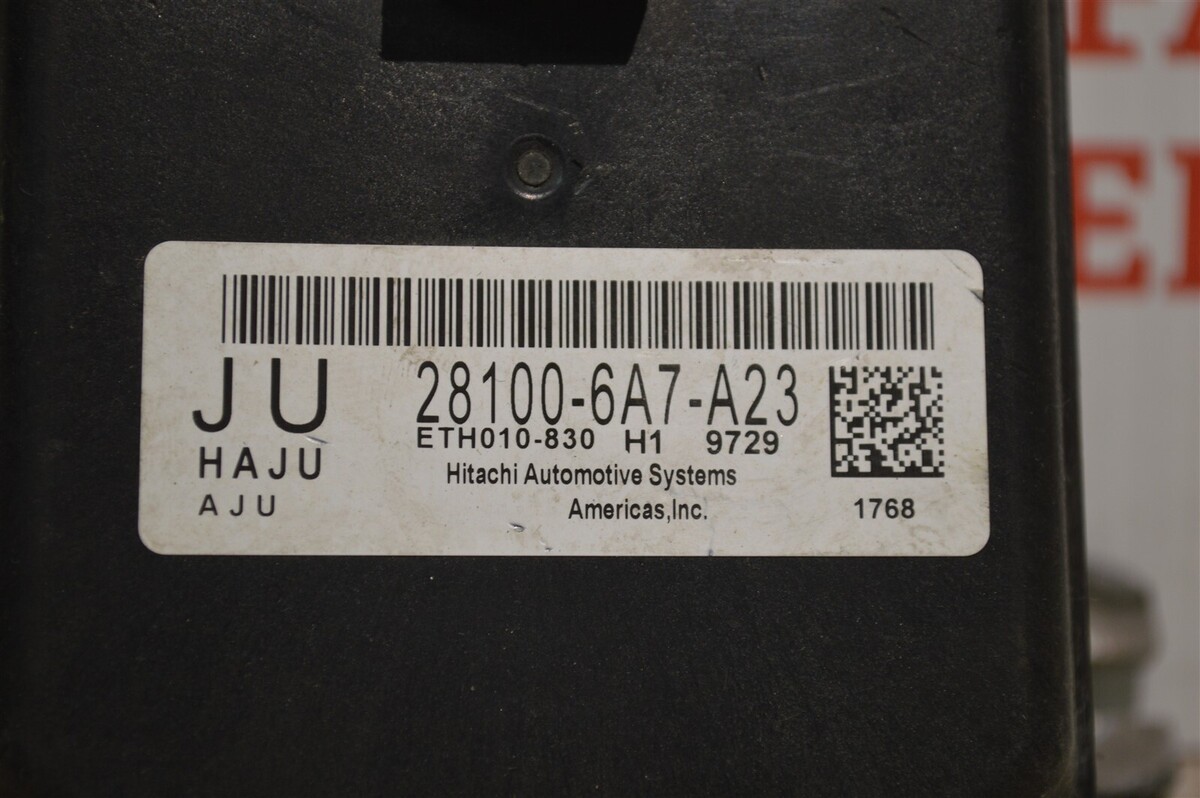 JU
28100-6A7-A23
ETH010-830 H1 9729
HAJU
Hitachi Automotive Systems
AJU
Americas,Inc.
1768